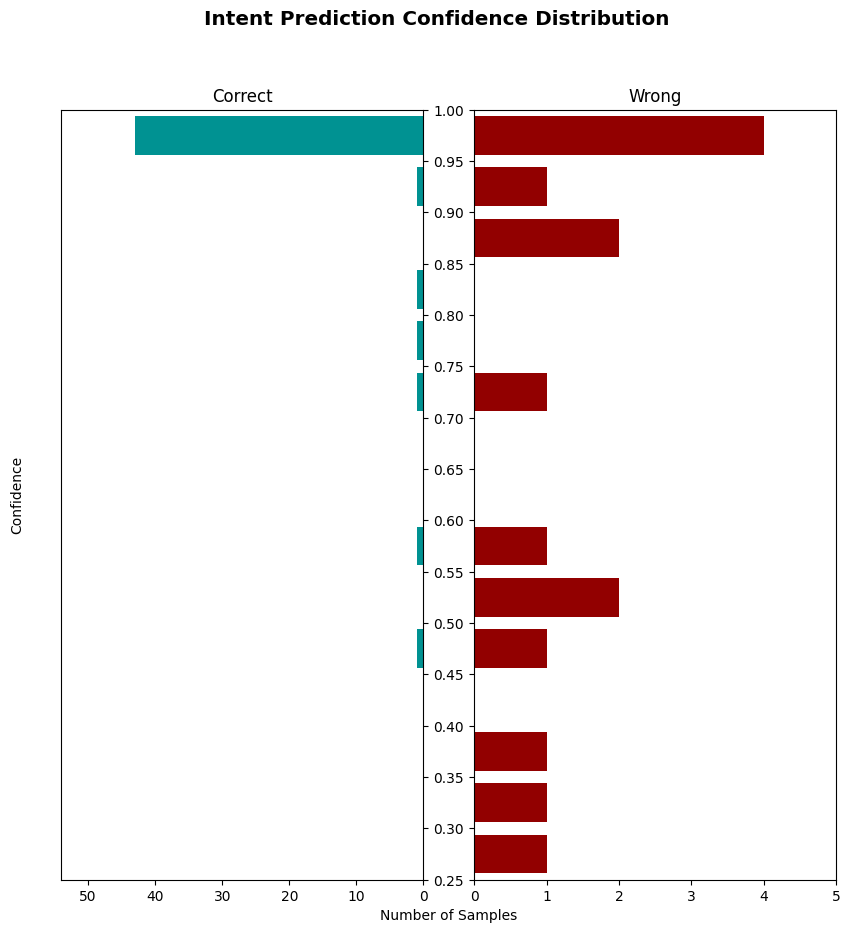 Intent Prediction Confidence Distribution
Correct
Wrong
1.00
0.95
0.90
0.85
0.80
0.75
0.70
0.65
0.60
0.55
0.50
0.45
0.40
0.35
0.30
0.25
Confidence
50 40 30 20 10 0
0 1 2 3 4 5
Number of Samples